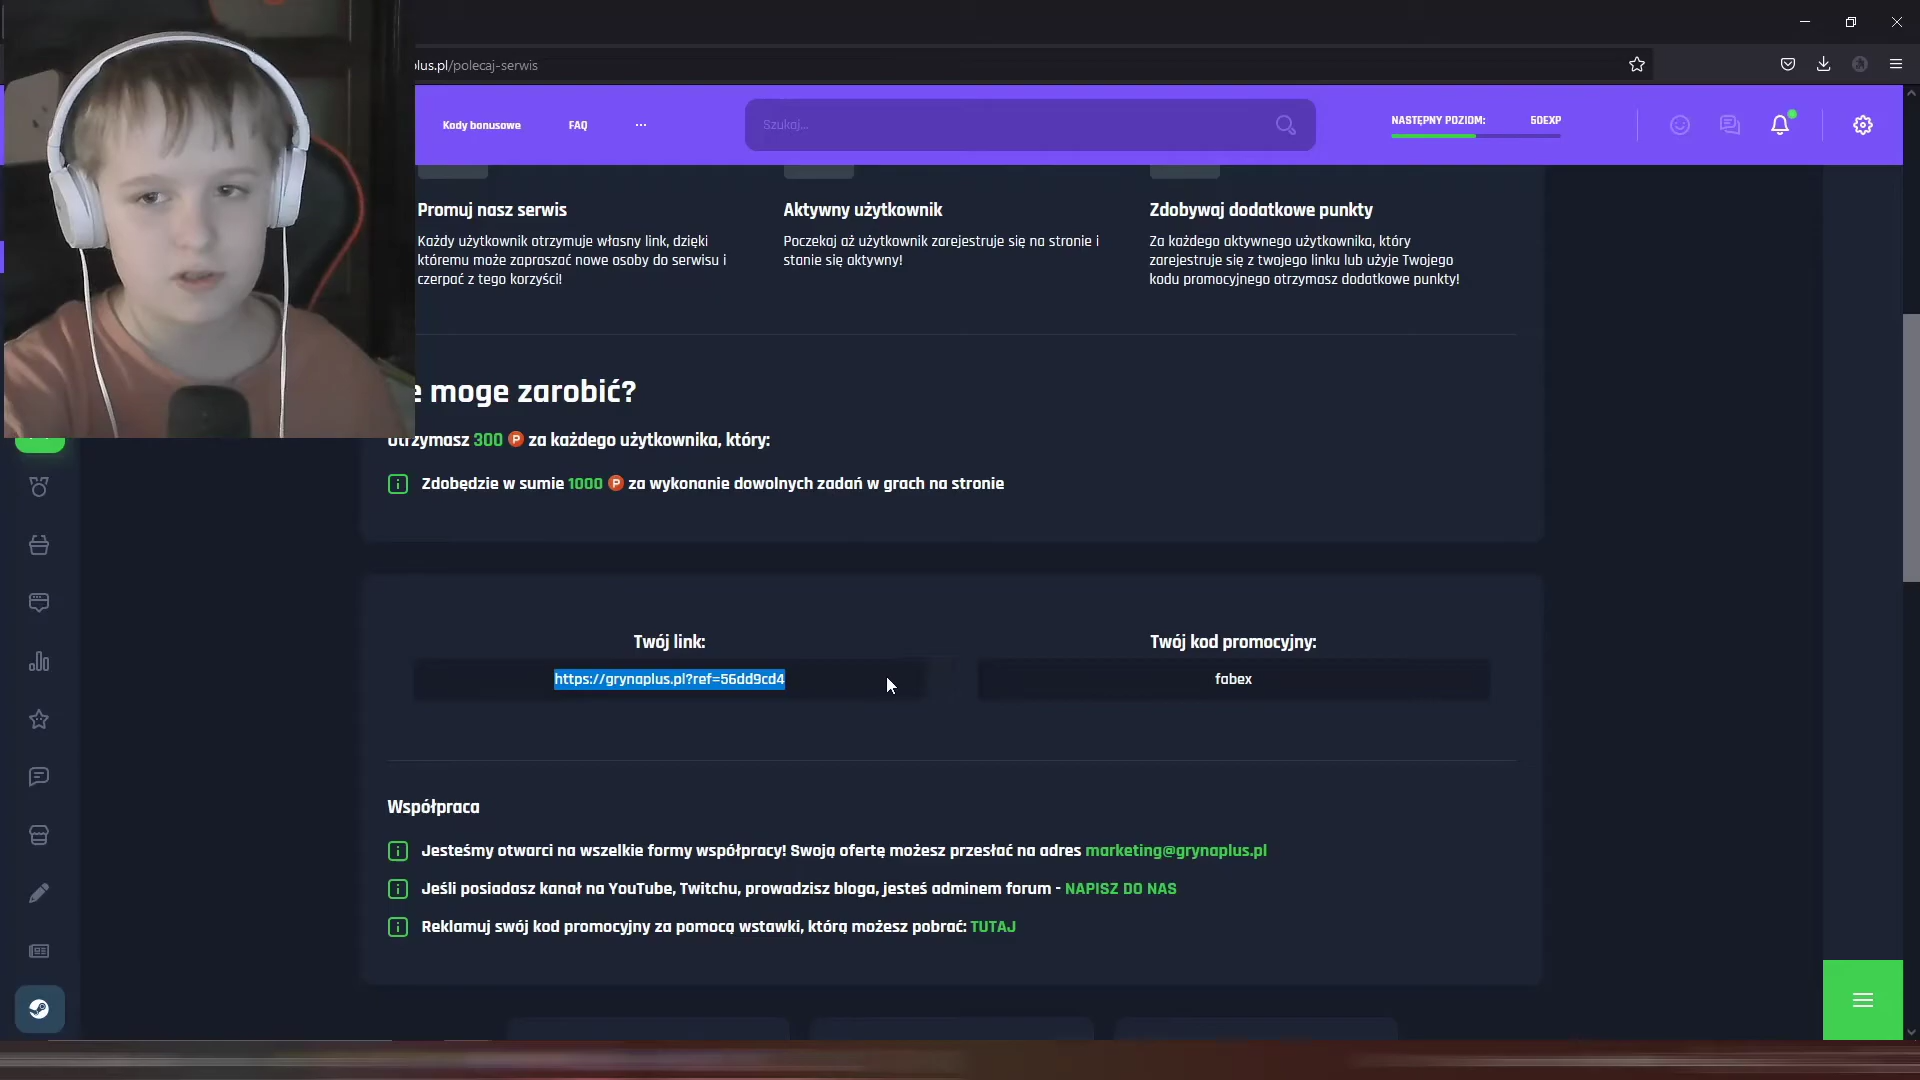 lus.pl/polecaj-serwis
Kody bonusowe FAQ ... Szukaj... NASTĘPNY POZIOM: 50EXP
Promuj nasz serwis
Każdy użytkownik otrzymuje własny link, dzięki
któremu może zapraszać nowe osoby do serwisu i
czerpać z tego korzyści!
Aktywny użytkownik
Poczekaj aż użytkownik zarejestruje się na stronie i
stanie się aktywny!
Zdobywaj dodatkowe punkty
Za każdego aktywnego użytkownika, który
zarejestruje się z twojego linku lub użyje Twojego
kodu promocyjnego otrzymasz dodatkowe punkty!
e moge zarobić?
Otrzymasz 300 P za każdego użytkownika, który:
Zdobędzie w sumie 1000 P za wykonanie dowolnych zadań w grach na stronie
Twój link:
https://grynaplus.pl?ref=56dd9cd4
Twój kod promocyjny:
fabex
Współpraca
Jesteśmy otwarci na wszelkie formy współpracy! Swoją ofertę możesz przesłać na adres marketing@grynaplus.pl
Jeśli posiadasz kanał na YouTube, Twitchu, prowadzisz bloga, jesteś adminem forum - NAPISZ DO NAS
Reklamuj swój kod promocyjny za pomocą wstawki, którą możesz pobrać: TUTAJ